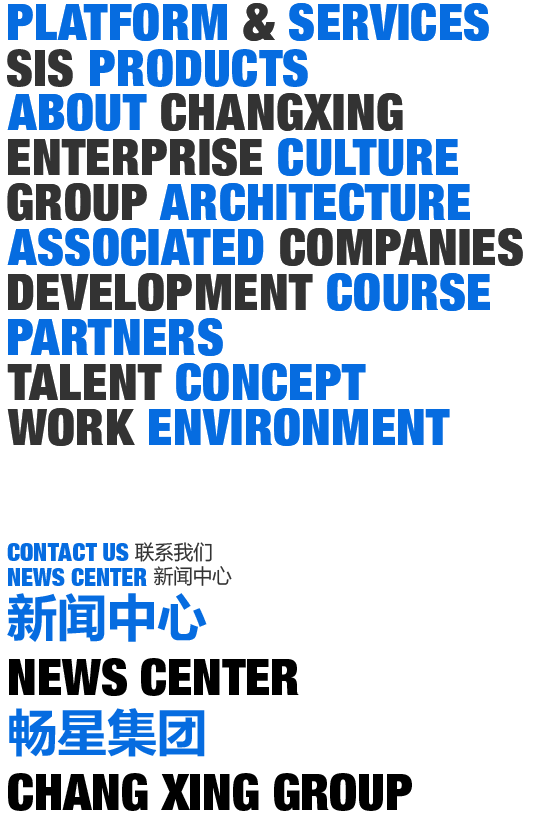 PLATFORM & SERVICES
SIS PRODUCTS
ABOUT CHANGXING
ENTERPRISE CULTURE
GROUP ARCHITECTURE
ASSOCIATED COMPANIES
DEVELOPMENT COURSE
PARTNERS
TALENT CONCEPT
WORK ENVIRONMENT
CONTACT US 联系我们
NEWS CENTER 新闻中心
新闻中心
NEWS CENTER
畅星集团
CHANG XING GROUP